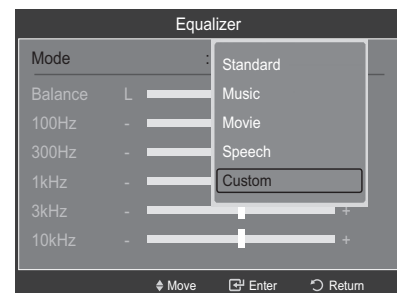 Equalizer
Mode :
Standard
Music
Movie
Speech
Custom
Balance L
100Hz -
300Hz -
1kHz -
3kHz - +
10kHz - +
Move Enter Return